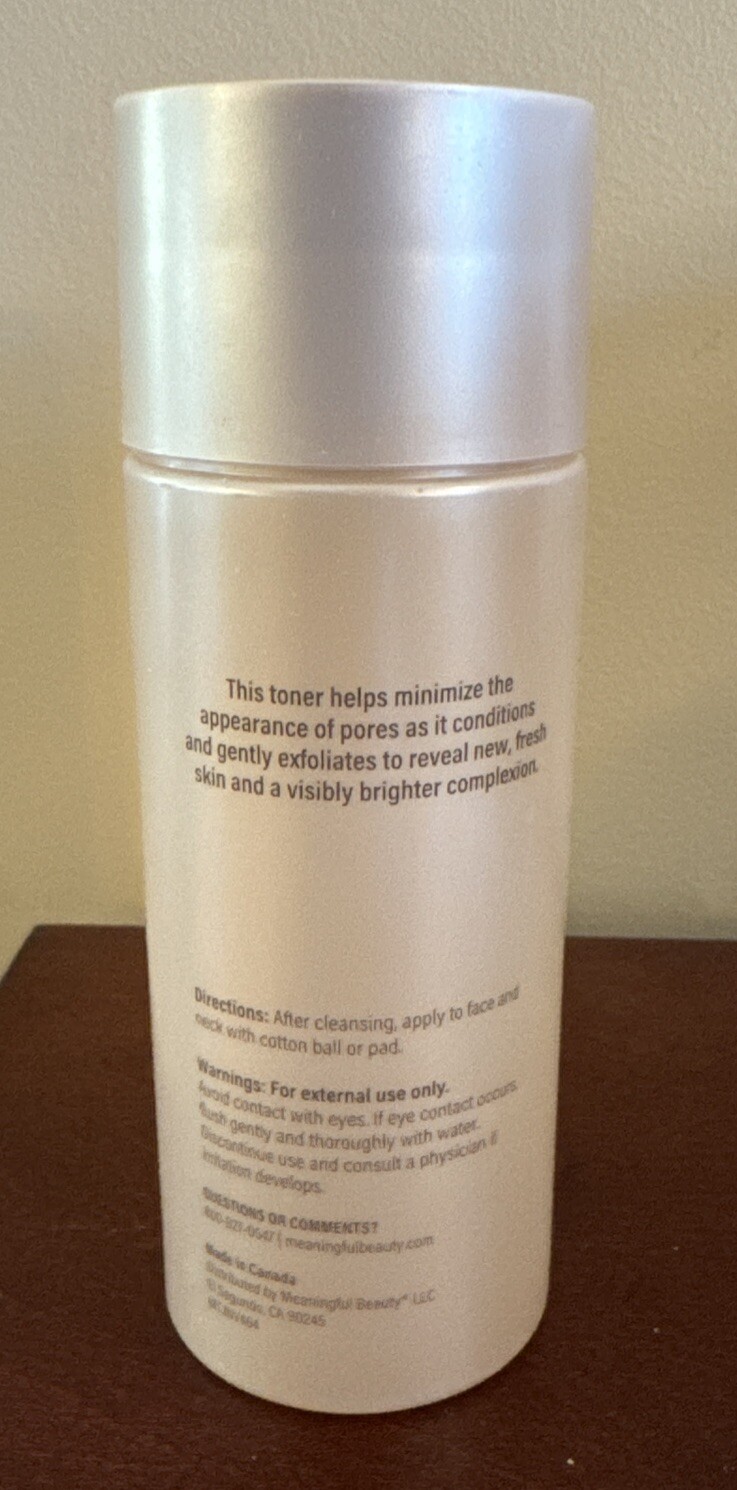 This toner helps minimize the
appearance of pores as it conditions
and gently exfoliates to reveal new, fresh
skin and a visibly brighter complexion.
Directions: After cleansing, apply to face and
neck with cotton ball or pad.
Warnings: For external use only.
Avoid contact with eyes. If eye contact occurs,
flush gently and thoroughly with water.
Discontinue use and consult a physician if
irritation develops.
QUESTIONS OR COMMENTS?
| meaningfulbeauty.com
Made in Canada
Distributed by Meaningful Beauty® LLC
El Segundo, CA 90245